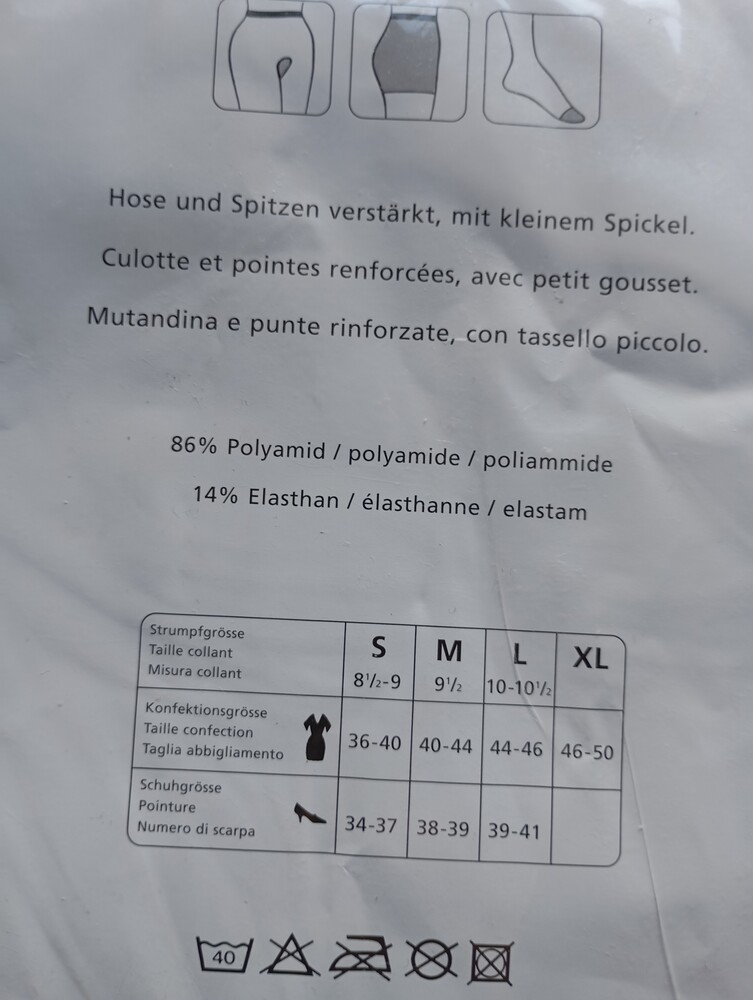 Hose und Spitzen verstärkt, mit kleinem Spickel.
Culotte et pointes renforcées, avec petit gousset.
Mutandina e punte rinforzate, con tassello piccolo.
86% Polyamid / polyamide / poliammide
14% Elasthan / élasthanne / elastam
Strumpfgrösse
Taille collant
Misura collant
S M L XL
8½-9 9½ 10-10½
Konfektionsgrösse
Taille confection
Taglia abbigliamento
36-40 40-44 44-46 46-50
Schuhgrösse
Pointure
Numero di scarpa
34-37 38-39 39-41
40